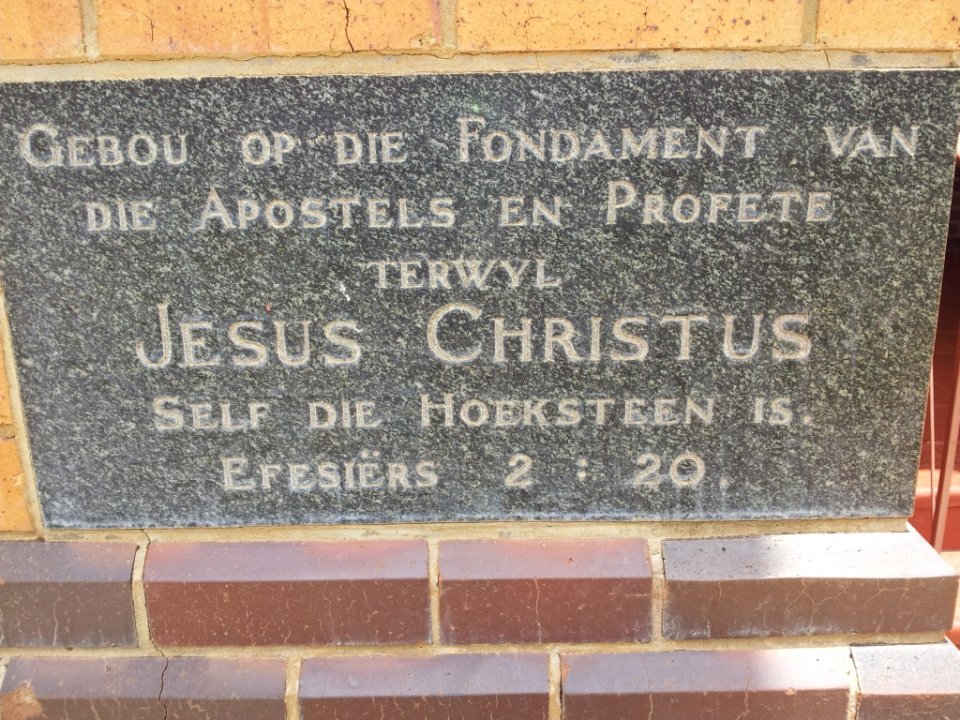 GEBOU OP DIE FONDAMENT VAN
DIE APOSTELS EN PROFETE
TERWYL
JESUS CHRISTUS
SELF DIE HOEKSTEEN IS.
EFESIËRS 2 : 20.